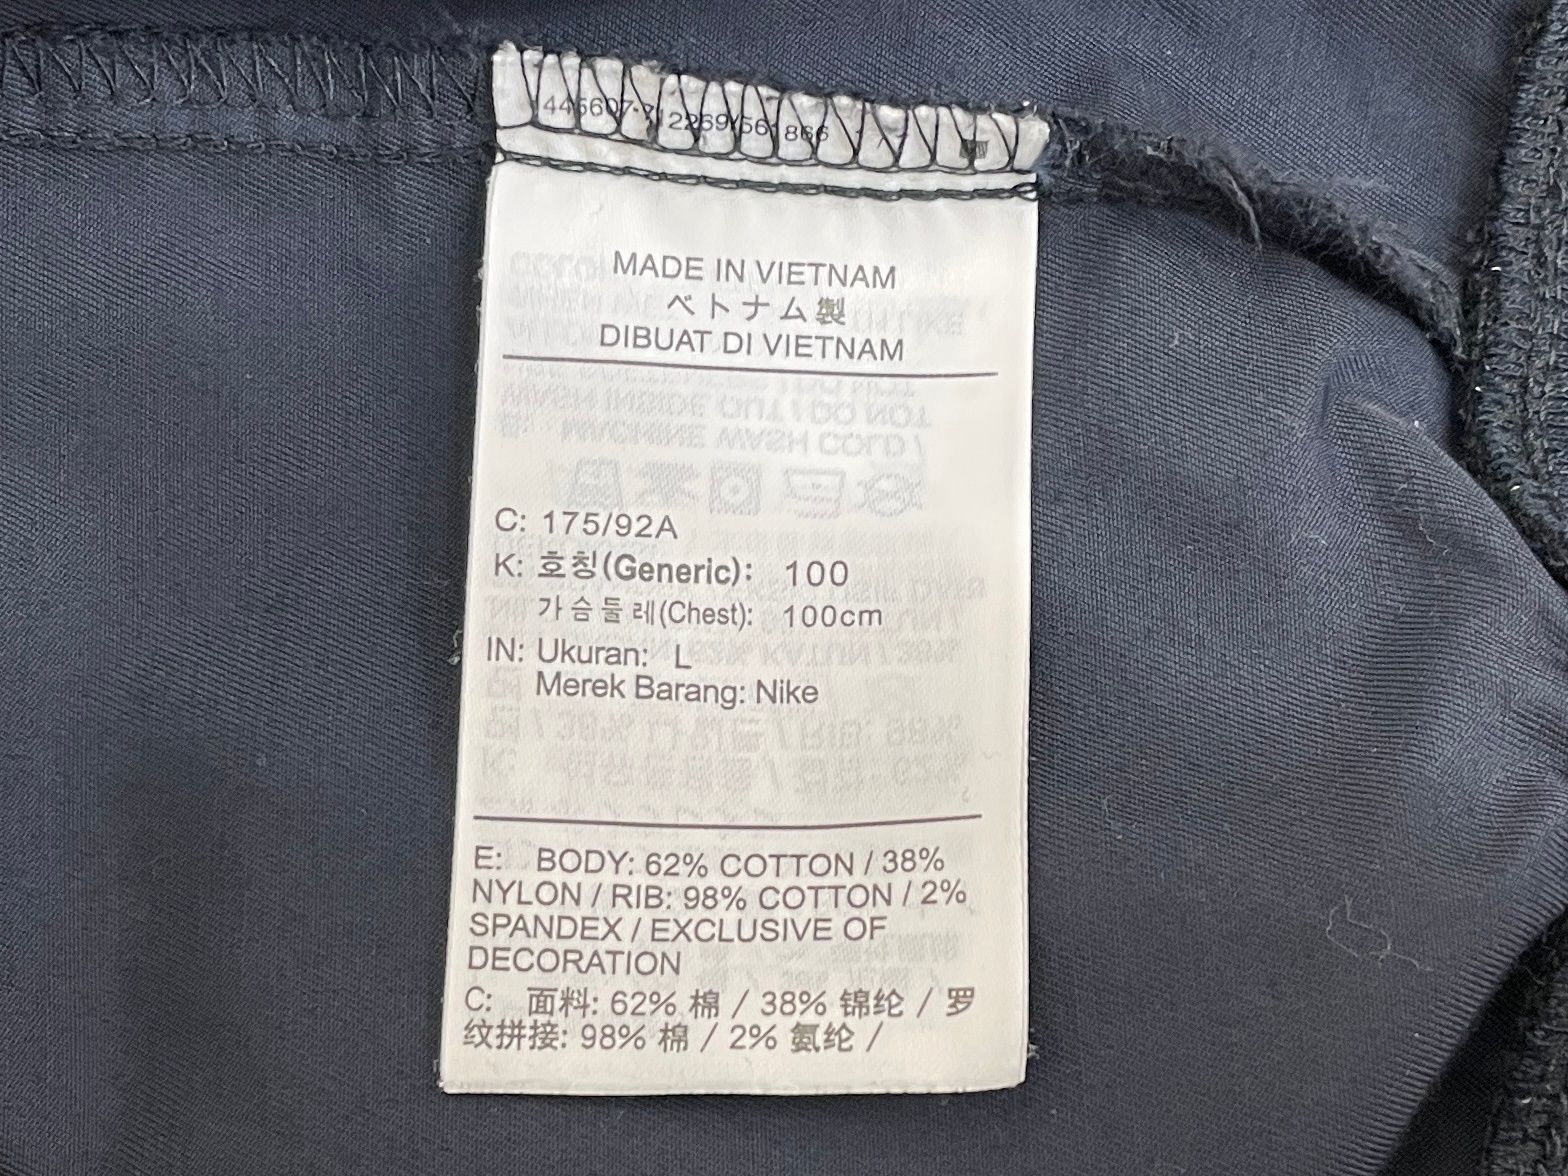 MADE IN VIETNAM
ベトナム製
DIBUAT DI VIETNAM
C: 175/92A
K: 호칭(Generic): 100
가슴둘레(Chest): 100cm
IN: Ukuran: L
Merek Barang: Nike
E: BODY: 62% COTTON / 38%
NYLON / RIB: 98% COTTON / 2%
SPANDEX / EXCLUSIVE OF
DECORATION
C: 面料: 62% 棉 / 38% 锦纶 / 罗
纹拼接: 98% 棉 / 2% 氨纶 /